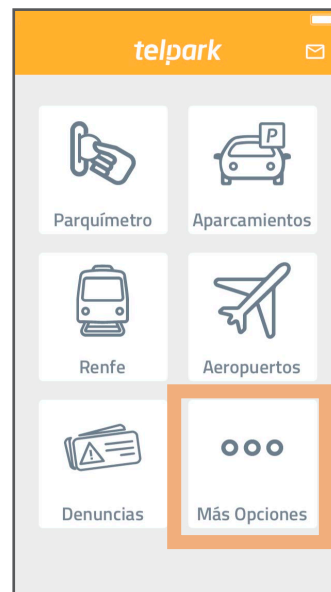 telpark
P
Parquímetro
Aparcamientos
Renfe
Aeropuertos
Denuncias
Más Opciones